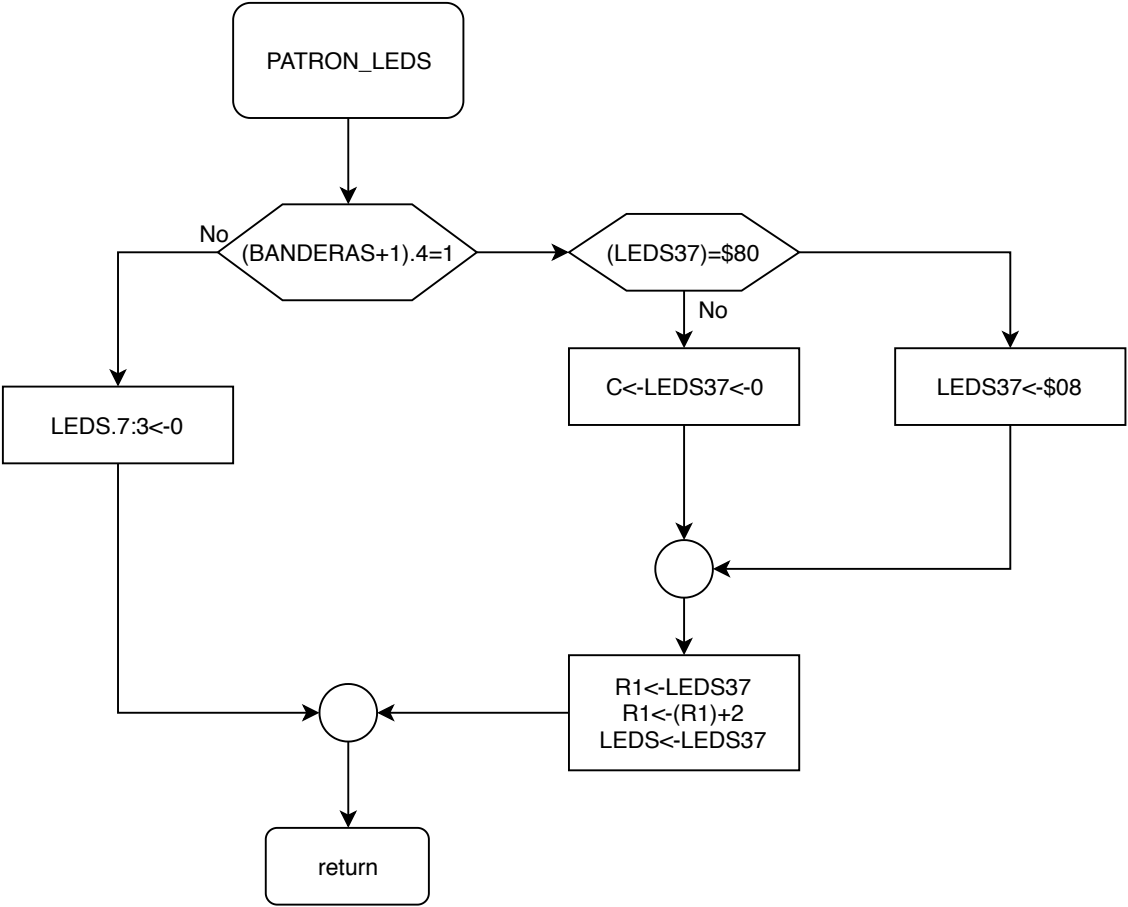 PATRON_LEDS
No
(BANDERAS+1).4=1
(LEDS37)=$80
No
LEDS.7:3<-0
C<-LEDS37<-0
LEDS37<-$08
R1<-LEDS37
R1<-(R1)+2
LEDS<-LEDS37
return